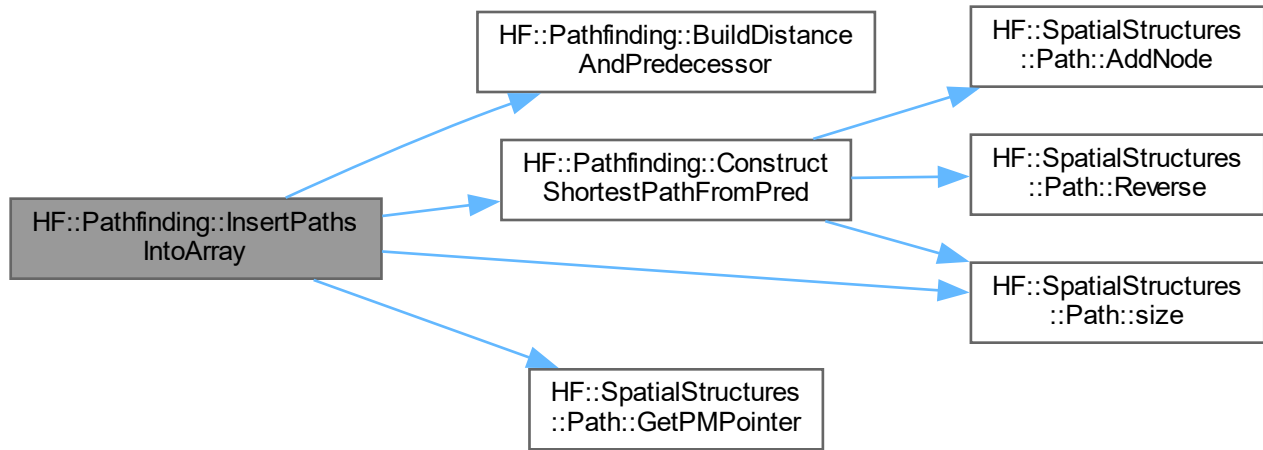 HF::Pathfinding::InsertPaths
IntoArray
HF::Pathfinding::BuildDistance
AndPredecessor
HF::Pathfinding::Construct
ShortestPathFromPred
HF::SpatialStructures
::Path::AddNode
HF::SpatialStructures
::Path::Reverse
HF::SpatialStructures
::Path::size
HF::SpatialStructures
::Path::GetPMPointer